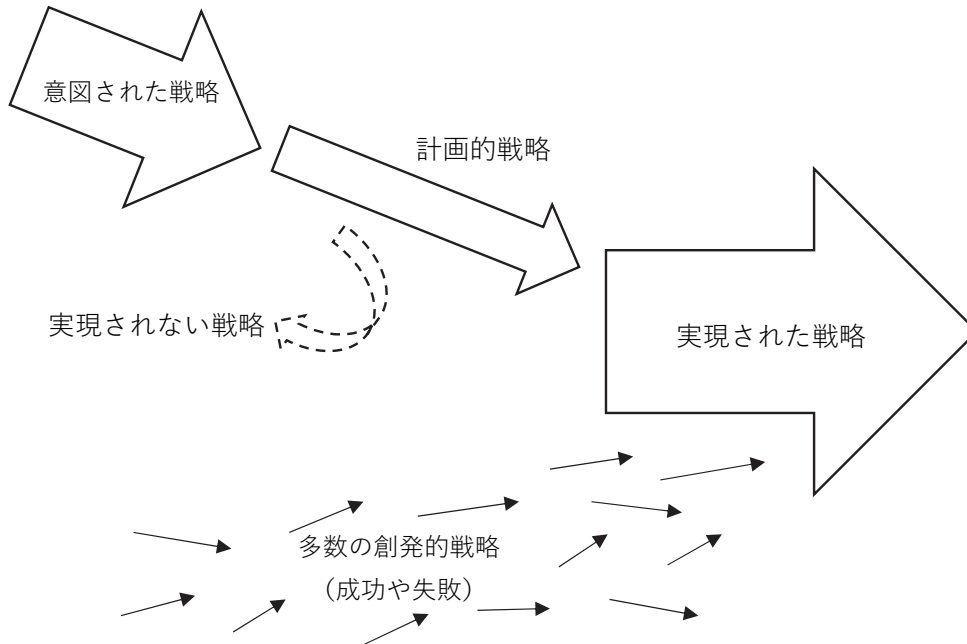 意図された戦略
計画的戦略
実現されない戦略
実現された戦略
多数の創発的戦略
（成功や失敗）